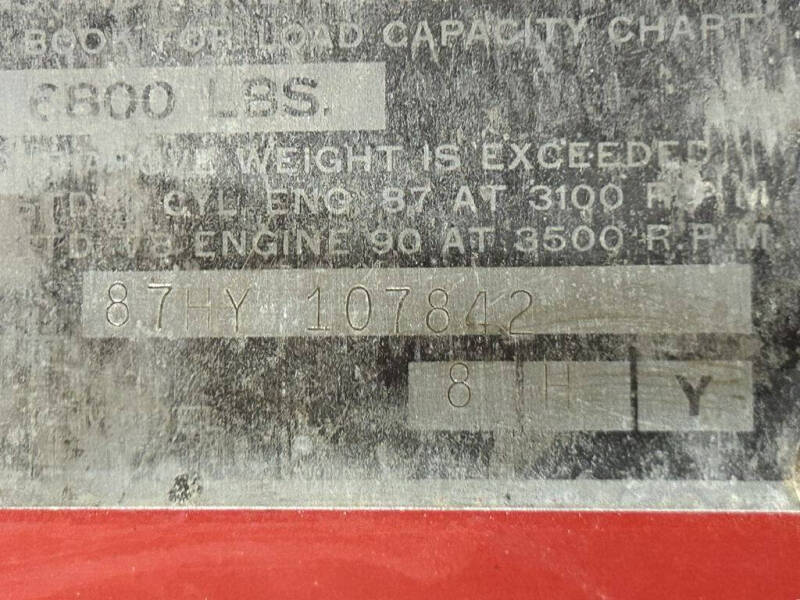 BOOK FOR LOAD CAPACITY CHART
6800 LBS.
WEIGHT IS EXCEEDED
CYL. ENG. 87 AT 3100 R.P.M
V8 ENGINE 90 AT 3500 R.P.M
87HY 107842
8 H Y